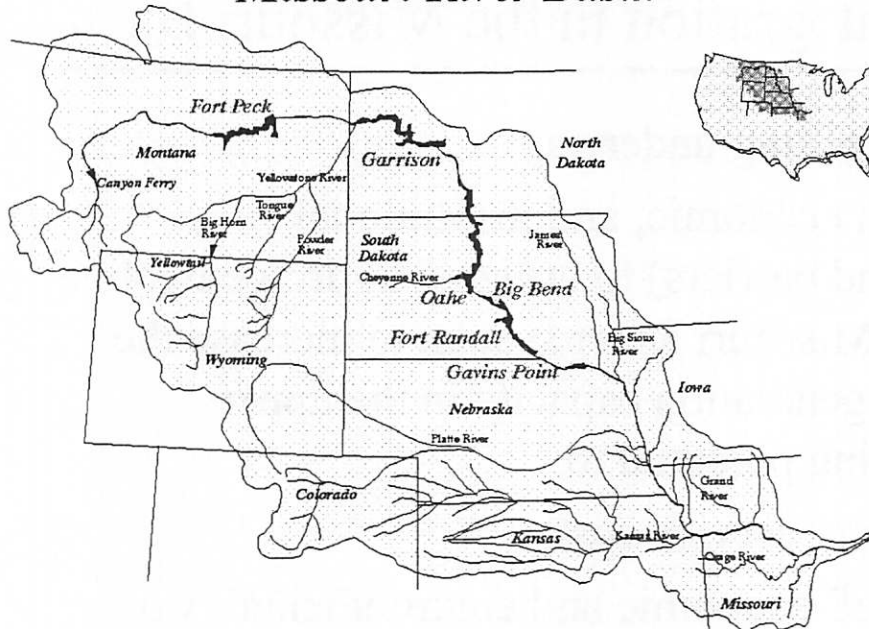 Missouri River Basin
Fort Peck
Montana
Garrison
North
Dakota
Canyon Ferry
Yellowstone River
Big Horn
River
Tongue
River
Powder
River
South
Dakota
James
River
Yellowtail
Cheyenne River
Oahe
Big Bend
Fort Randall
Big Sioux
River
Wyoming
Gavins Point
Iowa
Nebraska
Platte River
Colorado
Grand
River
Kansas
Kansas River
Osage River
Missouri